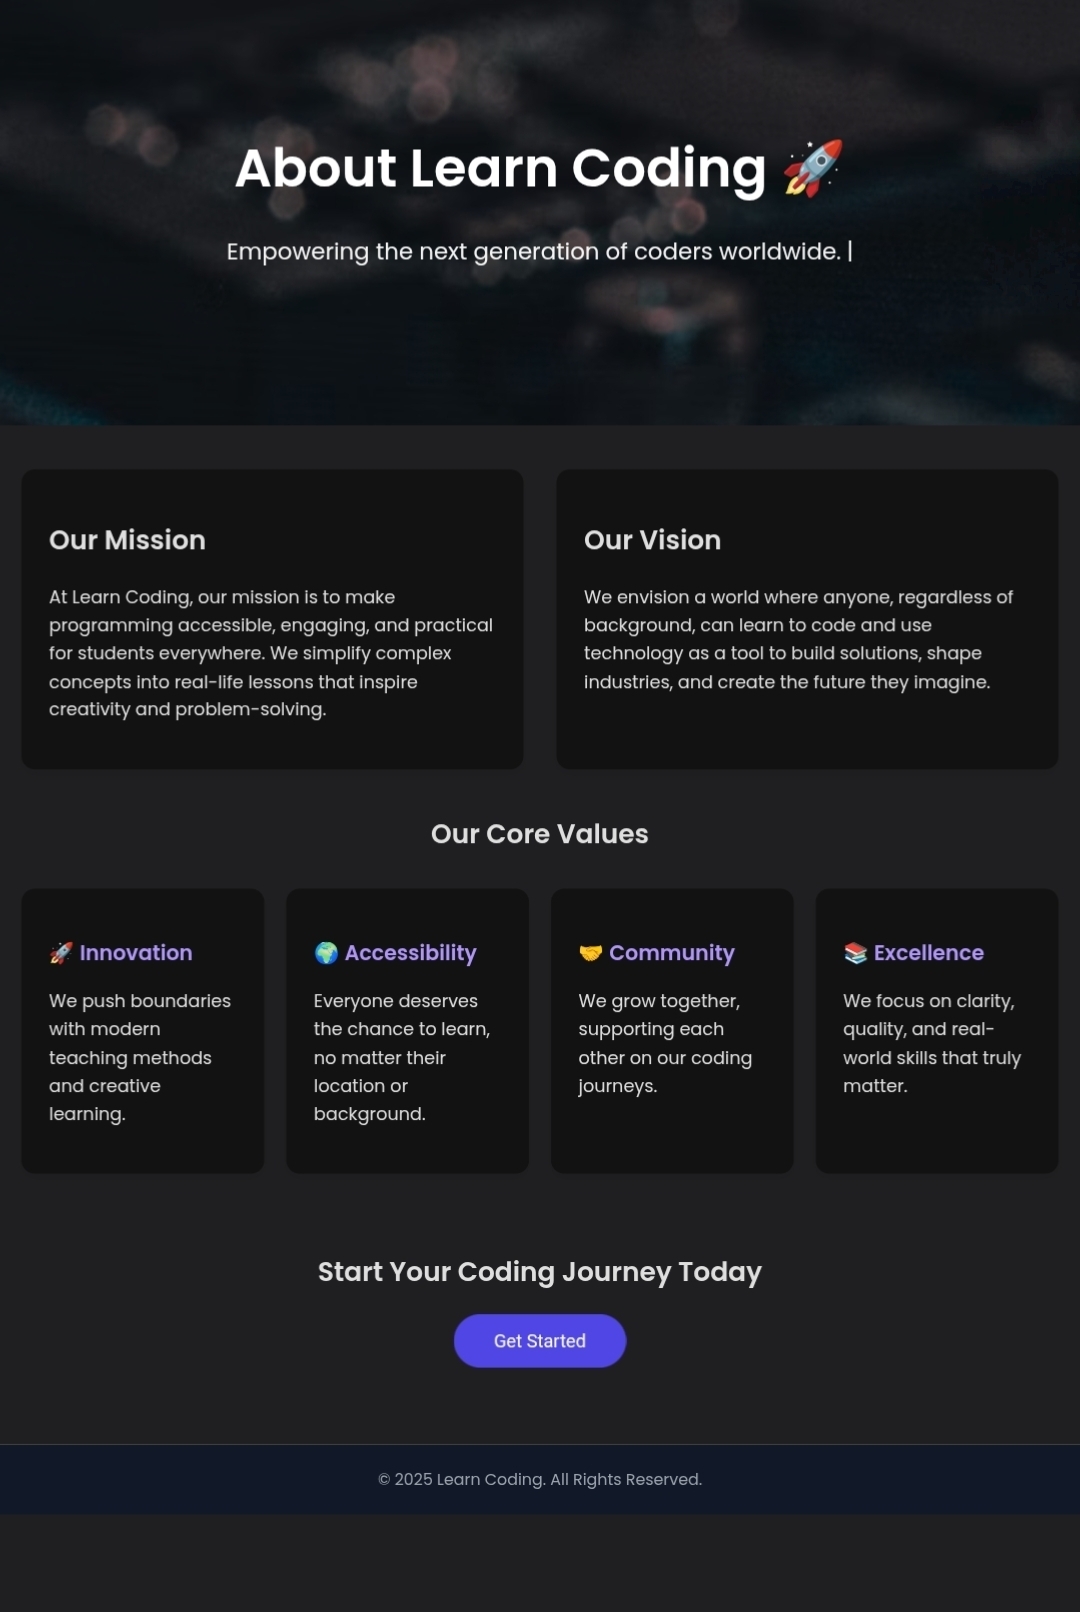 About Learn Coding 🚀
Empowering the next generation of coders worldwide. |
Our Mission
At Learn Coding, our mission is to make
programming accessible, engaging, and practical
for students everywhere. We simplify complex
concepts into real-life lessons that inspire
creativity and problem-solving.
Our Vision
We envision a world where anyone, regardless of
background, can learn to code and use
technology as a tool to build solutions, shape
industries, and create the future they imagine.
Our Core Values
🚀 Innovation
We push boundaries
with modern
teaching methods
and creative
learning.
🌍 Accessibility
Everyone deserves
the chance to learn,
no matter their
location or
background.
🤝 Community
We grow together,
supporting each
other on our coding
journeys.
📚 Excellence
We focus on clarity,
quality, and real-
world skills that truly
matter.
Start Your Coding Journey Today
Get Started
© 2025 Learn Coding. All Rights Reserved.